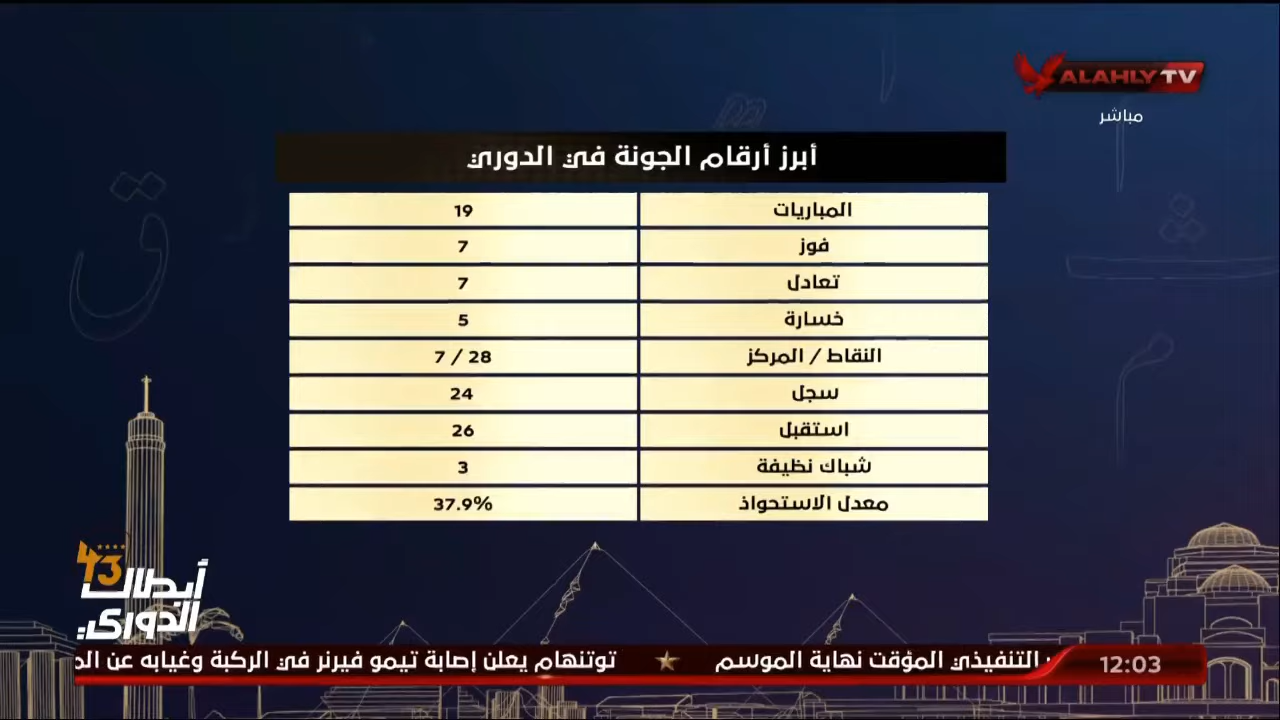 ALAHLY TV
مباشر
أبرز أرقام الجونة في الدوري
المباريات 19
فوز 7
تعادل 7
خسارة 5
النقاط / المركز 28 / 7
سجل 24
استقبل 26
شباك نظيفة 3
معدل الاستحواذ 37.9%
43
أبطال
الدوري
12:03 التنفيذي المؤقت نهاية الموسم ★ توتنهام يعلن إصابة تيمو فيرنر في الركبة وغيابه عن
ق